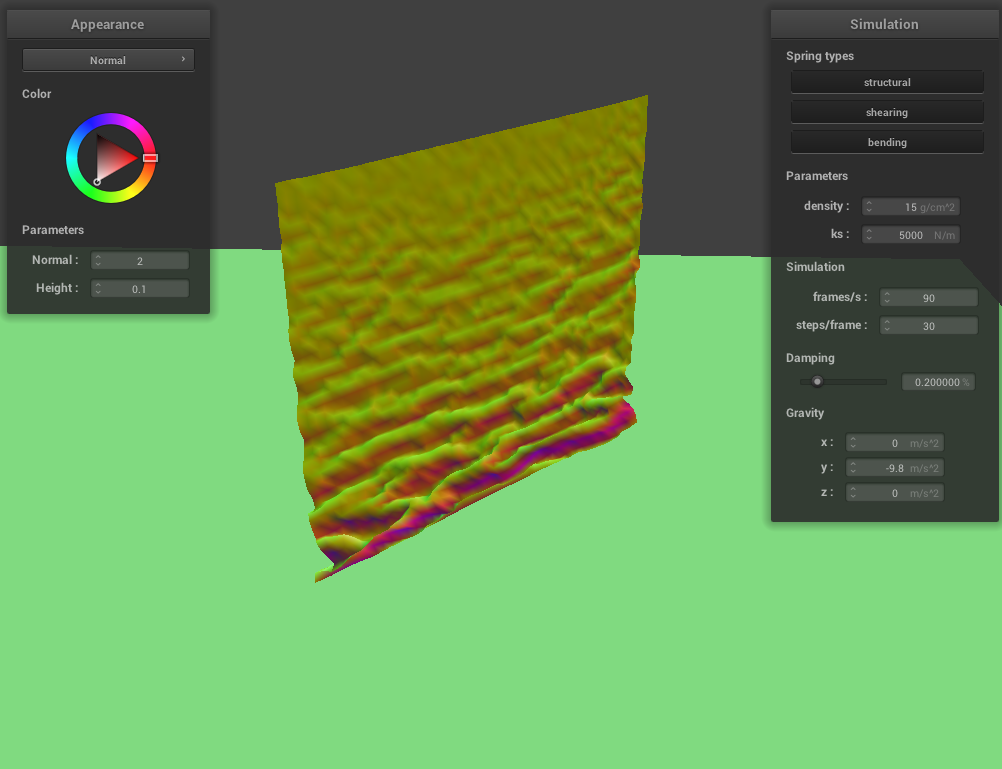 Appearance
Normal ›
Color
Parameters
Normal : 2
Height : 0.1
Simulation
Spring types
structural
shearing
bending
Parameters
density : 15 g/cm^2
ks : 5000 N/m
Simulation
frames/s : 90
steps/frame : 30
Damping
0.200000 %
Gravity
x : 0 m/s^2
y : -9.8 m/s^2
z : 0 m/s^2